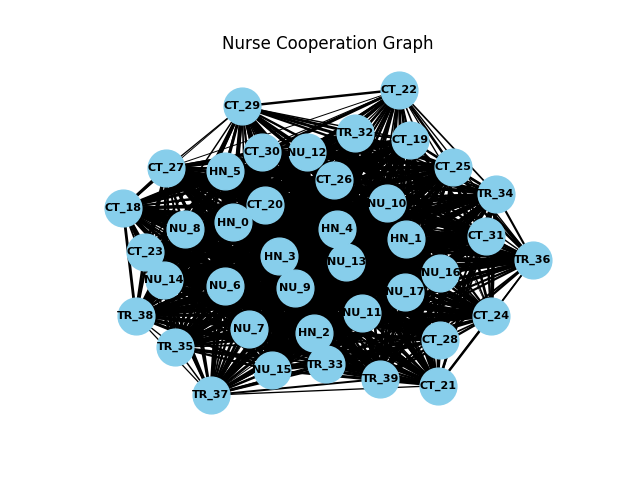 Nurse Cooperation Graph
CT_22
CT_29
TR_32
CT_19
CT_30
NU_12
CT_27
HN_5
CT_26
CT_25
TR_34
CT_18
CT_20
NU_10
HN_0
NU_8
HN_4
HN_1
CT_31
CT_23
HN_3
NU_13
TR_36
NU_14
NU_16
NU_6
NU_9
NU_17
TR_38
NU_11
CT_24
NU_7
HN_2
CT_28
TR_35
NU_15
TR_33
TR_39
CT_21
TR_37